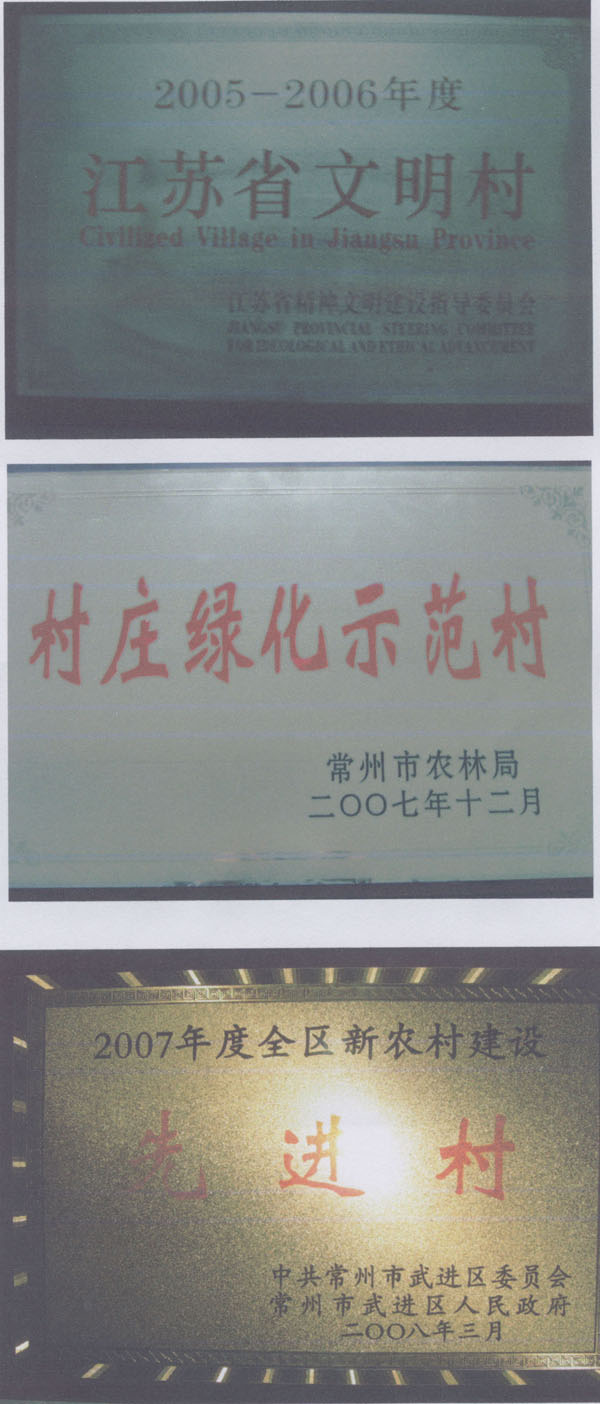 2005－2006年度
江苏省文明村
Civilized Village in Jiangsu Province
江苏省精神文明建设指导委员会
JIANGSU PROVINCIAL STEERING COMMITTEE
FOR IDEOLOGICAL AND ETHICAL ADVANCEMENT
村庄绿化示范村
常州市农林局
二〇〇七年十二月
2007年度全区新农村建设
先进村
中共常州市武进区委员会
常州市武进区人民政府
二〇〇八年三月